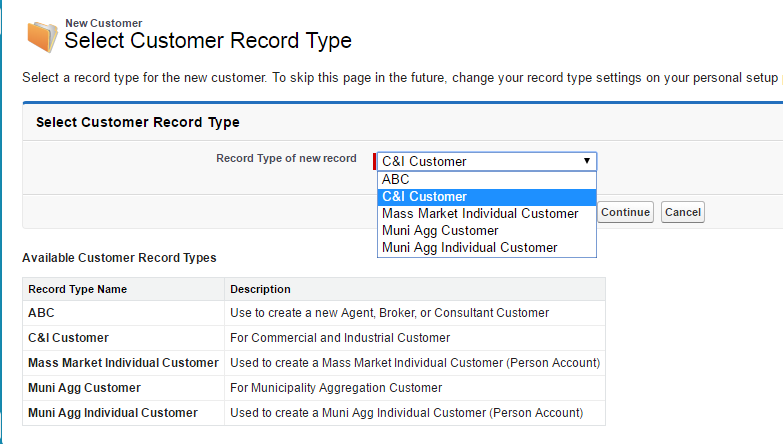 New Customer
Select Customer Record Type
Select a record type for the new customer. To skip this page in the future, change your record type settings on your personal setup
Select Customer Record Type
Record Type of new record
C&I Customer
ABC
C&I Customer
Mass Market Individual Customer
Muni Agg Customer
Muni Agg Individual Customer
Continue Cancel
Available Customer Record Types
Record Type Name Description
ABC Use to create a new Agent, Broker, or Consultant Customer
C&I Customer For Commercial and Industrial Customer
Mass Market Individual Customer Used to create a Mass Market Individual Customer (Person Account)
Muni Agg Customer For Municipality Aggregation Customer
Muni Agg Individual Customer Used to create a Muni Agg Individual Customer (Person Account)